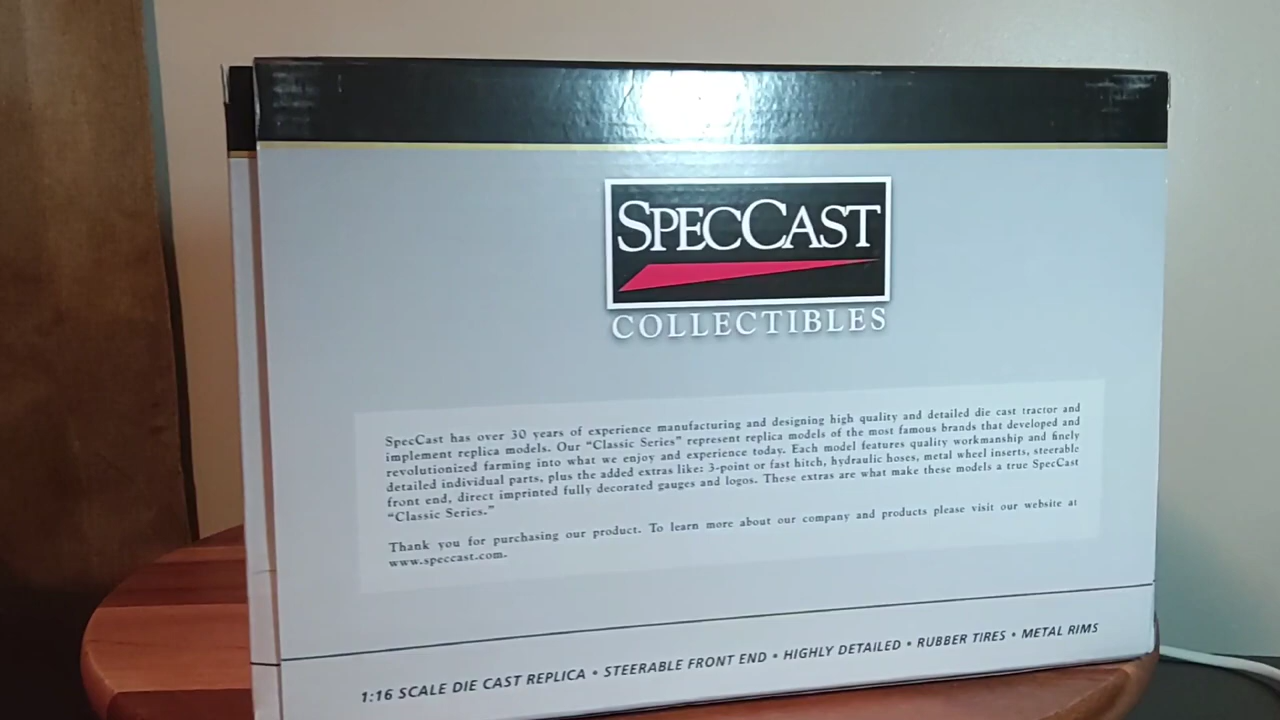 SPECCAST
COLLECTIBLES
SpecCast has over 30 years of experience manufacturing and designing high quality and detailed die cast tractor and
implement replica models. Our “Classic Series” represent replica models of the most famous brands that developed and
revolutionized farming into what we enjoy and experience today. Each model features quality workmanship and finely
detailed individual parts, plus the added extras like: 3-point or fast hitch, hydraulic hoses, metal wheel inserts, steerable
front end, direct imprinted fully decorated gauges and logos. These extras are what make these models a true SpecCast
“Classic Series.”
Thank you for purchasing our product. To learn more about our company and products please visit our website at
www.speccast.com.
1:16 SCALE DIE CAST REPLICA • STEERABLE FRONT END • HIGHLY DETAILED • RUBBER TIRES • METAL RIMS